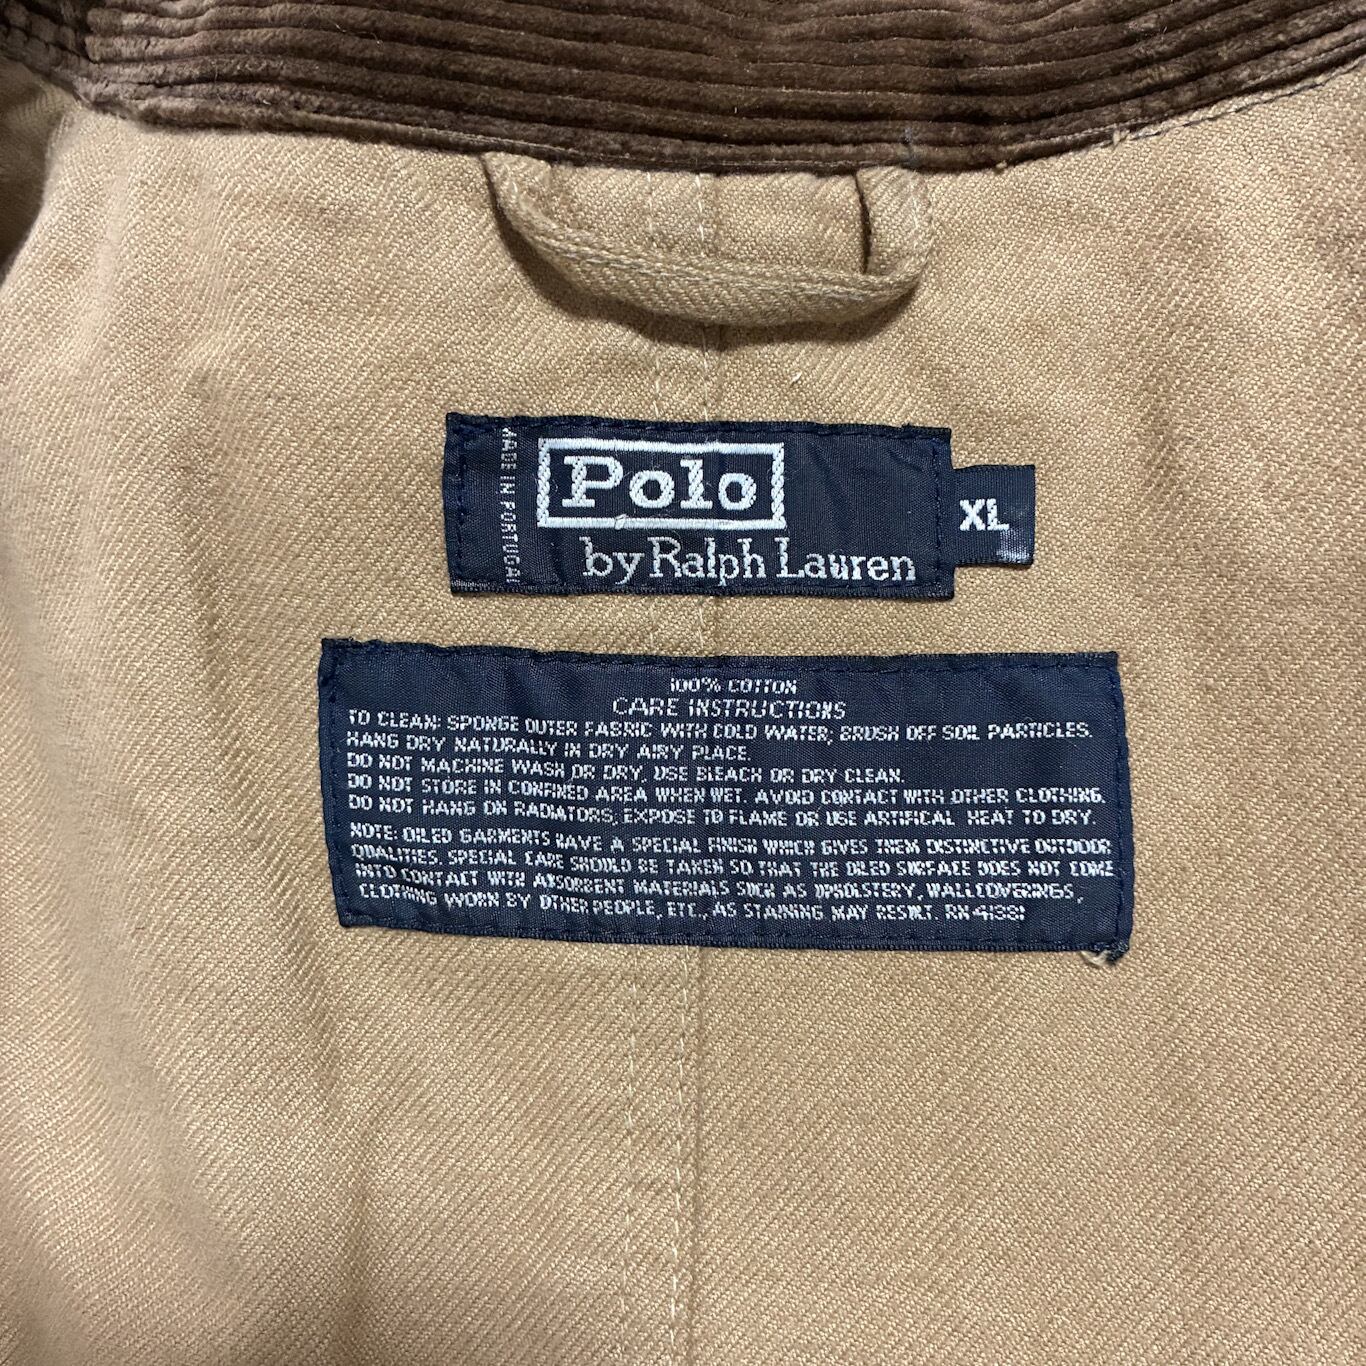 MADE IN PORTUGAL
Polo
by Ralph Lauren
XL
100% COTTON
CARE INSTRUCTIONS
TO CLEAN: SPONGE OUTER FABRIC WITH COLD WATER; BRUSH OFF SOIL PARTICLES.
HANG DRY NATURALLY IN DRY AIRY PLACE.
DO NOT MACHINE WASH OR DRY, USE BLEACH OR DRY CLEAN.
DO NOT STORE IN CONFINED AREA WHEN WET. AVOID CONTACT WITH OTHER CLOTHING.
DO NOT HANG ON RADIATORS, EXPOSE TO FLAME OR USE ARTIFICAL HEAT TO DRY.
NOTE: OILED GARMENTS HAVE A SPECIAL FINISH WHICH GIVES THEM DISTINCTIVE OUTDOOR
QUALITIES. SPECIAL CARE SHOULD BE TAKEN SO THAT THE OILED SURFACE DOES NOT COME
INTO CONTACT WITH ABSORBENT MATERIALS SUCH AS UPHOLSTERY, WALLCOVERINGS,
CLOTHING WORN BY OTHER PEOPLE, ETC., AS STAINING MAY RESULT. RN 41381